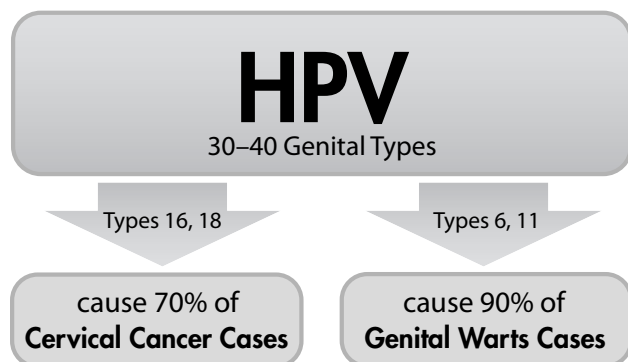 HPV
30–40 Genital Types
Types 16, 18
Types 6, 11
cause 70% of
Cervical Cancer Cases
cause 90% of
Genital Warts Cases